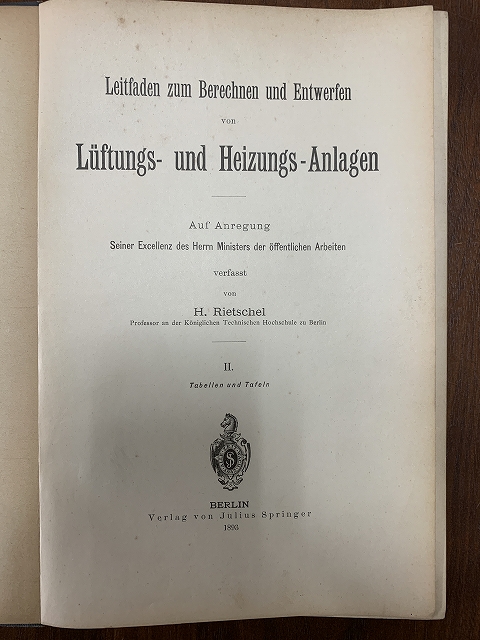 Leitfaden zum Berechnen und Entwerfen
von
Lüftungs- und Heizungs-Anlagen
Auf Anregung
Seiner Excellenz des Herrn Ministers der öffentlichen Arbeiten
verfasst
von
H. Rietschel
Professor an der Königlichen Technischen Hochschule zu Berlin
II.
Tabellen und Tafeln
BERLIN
Verlag von Julius Springer
1893